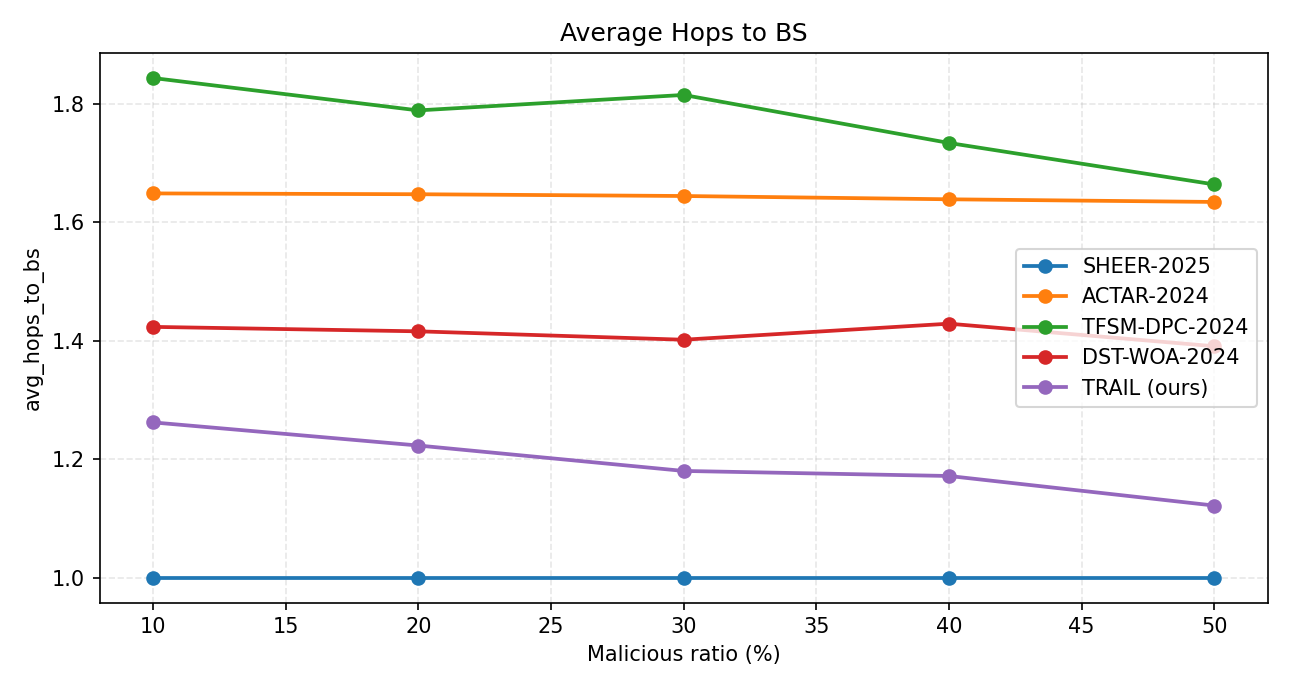 Average Hops to BS
avg_hops_to_bs
1.8
1.6
1.4
1.2
1.0
SHEER-2025
ACTAR-2024
TFSM-DPC-2024
DST-WOA-2024
TRAIL (ours)
10 15 20 25 30 35 40 45 50
Malicious ratio (%)